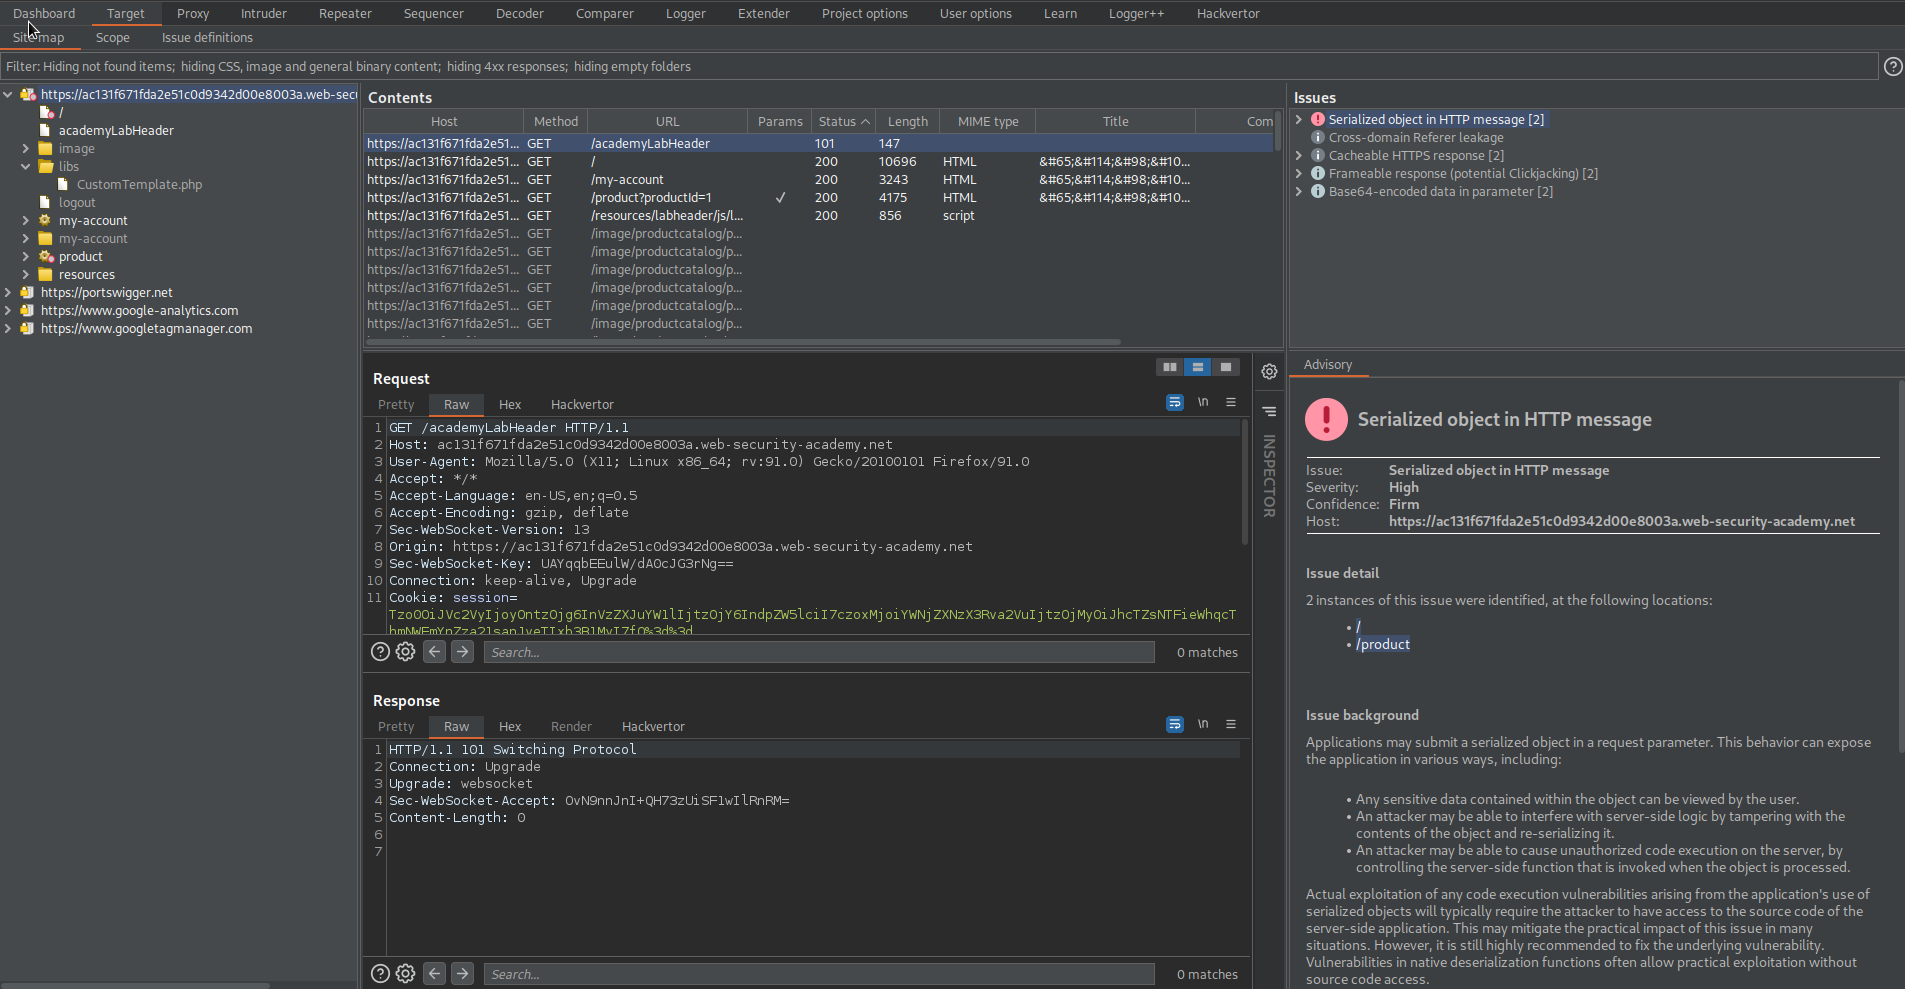 Dashboard Target Proxy Intruder Repeater Sequencer Decoder Comparer Logger Extender Project options User options Learn Logger++ Hackvertor
Site map Scope Issue definitions
Filter: Hiding not found items; hiding CSS, image and general binary content; hiding 4xx responses; hiding empty folders
https://ac131f671fda2e51c0d9342d00e8003a.web-secu
/
academyLabHeader
image
libs
CustomTemplate.php
logout
my-account
my-account
product
resources
https://portswigger.net
https://www.google-analytics.com
https://www.googletagmanager.com
Contents
Host Method URL Params Status Length MIME type Title Com
https://ac131f671fda2e51... GET /academyLabHeader 101 147
https://ac131f671fda2e51... GET / 200 10696 HTML &#65;&#114;&#98;&#10...
https://ac131f671fda2e51... GET /my-account 200 3243 HTML &#65;&#114;&#98;&#10...
https://ac131f671fda2e51... GET /product?productId=1 ✓ 200 4175 HTML &#65;&#114;&#98;&#10...
https://ac131f671fda2e51... GET /resources/labheader/js/l... 200 856 script
https://ac131f671fda2e51... GET /image/productcatalog/p...
https://ac131f671fda2e51... GET /image/productcatalog/p...
https://ac131f671fda2e51... GET /image/productcatalog/p...
https://ac131f671fda2e51... GET /image/productcatalog/p...
https://ac131f671fda2e51... GET /image/productcatalog/p...
https://ac131f671fda2e51... GET /image/productcatalog/p...
Request
Pretty Raw Hex Hackvertor \n
1 GET /academyLabHeader HTTP/1.1
2 Host: ac131f671fda2e51c0d9342d00e8003a.web-security-academy.net
3 User-Agent: Mozilla/5.0 (X11; Linux x86_64; rv:91.0) Gecko/20100101 Firefox/91.0
4 Accept: */*
5 Accept-Language: en-US,en;q=0.5
6 Accept-Encoding: gzip, deflate
7 Sec-WebSocket-Version: 13
8 Origin: https://ac131f671fda2e51c0d9342d00e8003a.web-security-academy.net
9 Sec-WebSocket-Key: UAYqqbEEulW/dAOcJG3rNg==
10 Connection: keep-alive, Upgrade
11 Cookie: session=
Search... 0 matches
INSPECTOR
Response
Pretty Raw Hex Render Hackvertor \n
1 HTTP/1.1 101 Switching Protocol
2 Connection: Upgrade
3 Upgrade: websocket
4 Sec-WebSocket-Accept: OvN9nnJnI+QH73zUiSF1wIlRnRM=
5 Content-Length: 0
6
7
Search... 0 matches
Issues
Serialized object in HTTP message [2]
Cross-domain Referer leakage
Cacheable HTTPS response [2]
Frameable response (potential Clickjacking) [2]
Base64-encoded data in parameter [2]
Advisory
Serialized object in HTTP message
Issue: Serialized object in HTTP message
Severity: High
Confidence: Firm
Host: https://ac131f671fda2e51c0d9342d00e8003a.web-security-academy.net
Issue detail
2 instances of this issue were identified, at the following locations:
• /
• /product
Issue background
Applications may submit a serialized object in a request parameter. This behavior can expose
the application in various ways, including:
• Any sensitive data contained within the object can be viewed by the user.
• An attacker may be able to interfere with server-side logic by tampering with the
contents of the object and re-serializing it.
• An attacker may be able to cause unauthorized code execution on the server, by
controlling the server-side function that is invoked when the object is processed.
Actual exploitation of any code execution vulnerabilities arising from the application's use of
serialized objects will typically require the attacker to have access to the source code of the
server-side application. This may mitigate the practical impact of this issue in many
situations. However, it is still highly recommended to fix the underlying vulnerability.
Vulnerabilities in native deserialization functions often allow practical exploitation without
source code access.